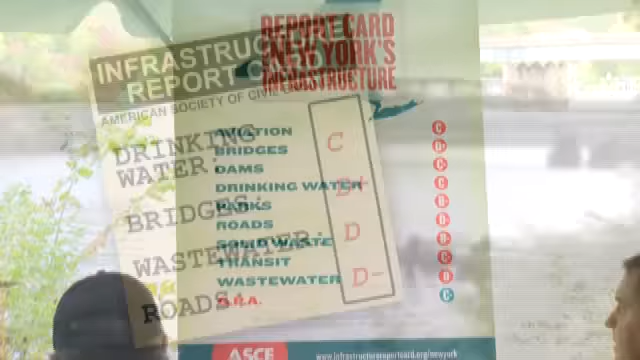 REPORT CARD
NEW YORK'S
INFRASTRUCTURE
INFRASTRUCTURE
REPORT CARD
AMERICAN SOCIETY OF CIVIL
AVIATION C
BRIDGES D+
DAMS C
DRINKING WATER C
PARKS D
ROADS D
SOLID WASTE
TRANSIT
WASTEWATER D
G.P.A. C
DRINKING
WATER: C
BRIDGES: B+
WASTEWATER: D
ROADS: D-
ASCE
www.infrastructurereportcard.org/newyork